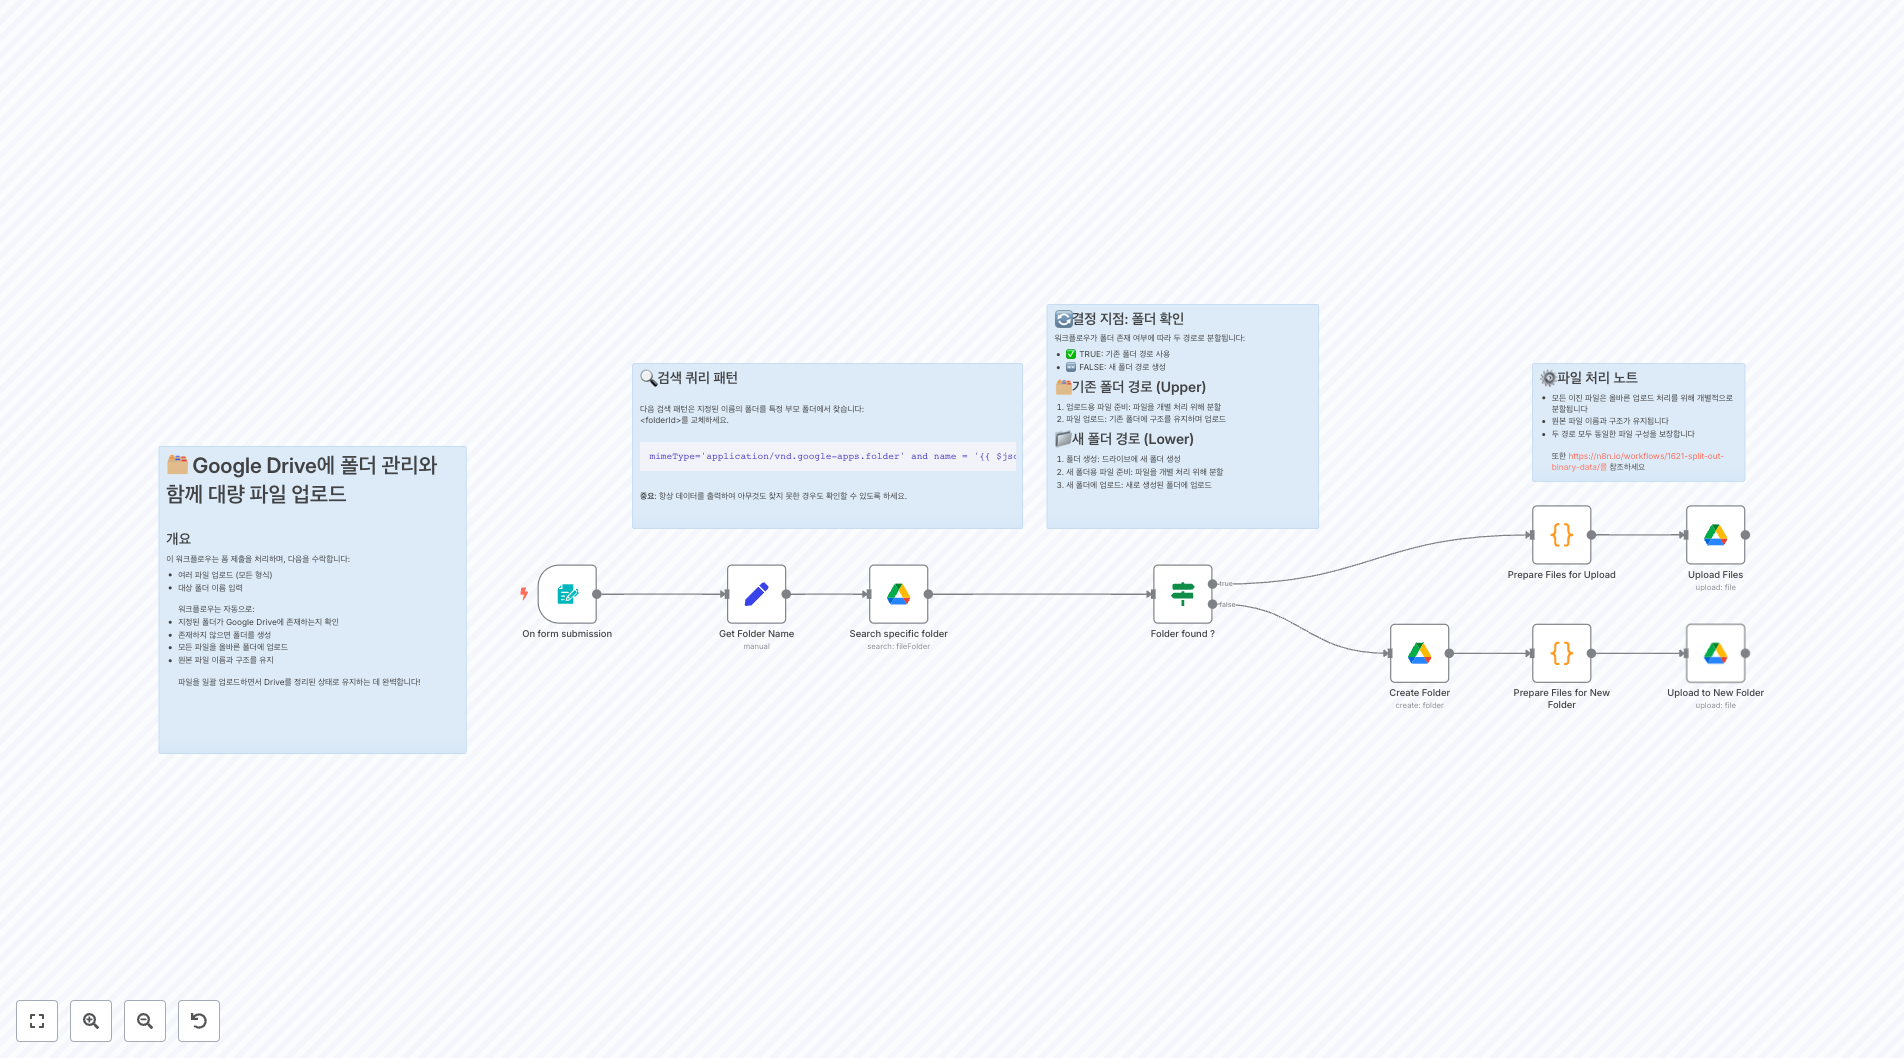 Google Drive에 폴더 관리와
함께 대량 파일 업로드
개요
이 워크플로우는 폼 제출을 처리하며, 다음을 수락합니다:
여러 파일 업로드 (모든 형식)
대상 폴더 이름 입력
워크플로우는 자동으로:
지정된 폴더가 Google Drive에 존재하는지 확인
존재하지 않으면 폴더를 생성
모든 파일을 올바른 폴더에 업로드
원본 파일 이름과 구조를 유지
파일을 일괄 업로드하면서 Drive를 정리된 상태로 유지하는 데 완벽합니다!
검색 쿼리 패턴
다음 검색 패턴은 지정된 이름의 폴더를 특정 부모 폴더에서 찾습니다:
<folderId>를 교체하세요.
mimeType='application/vnd.google-apps.folder' and name = '{{ $jsc
중요: 항상 데이터를 출력하여 아무것도 찾지 못한 경우도 확인할 수 있도록 하세요.
결정 지점: 폴더 확인
워크플로우가 폴더 존재 여부에 따라 두 경로로 분할됩니다:
TRUE: 기존 폴더 경로 사용
FALSE: 새 폴더 경로 생성
기존 폴더 경로 (Upper)
1. 업로드용 파일 준비: 파일을 개별 처리 위해 분할
2. 파일 업로드: 기존 폴더에 구조를 유지하며 업로드
새 폴더 경로 (Lower)
1. 폴더 생성: 드라이브에 새 폴더 생성
2. 새 폴더용 파일 준비: 파일을 개별 처리 위해 분할
3. 새 폴더에 업로드: 새로 생성된 폴더에 업로드
파일 처리 노트
모든 이진 파일은 올바른 업로드 처리를 위해 개별적으로
분할됩니다
원본 파일 이름과 구조가 유지됩니다
두 경로 모두 동일한 파일 구성을 보장합니다
또한 https://n8n.io/workflows/1621-split-out-
binary-data/를 참조하세요
On form submission
Get Folder Name
manual
Search specific folder
search: fileFolder
Folder found ?
true
false
Prepare Files for Upload
Upload Files
upload: file
Create Folder
create: folder
Prepare Files for New
Folder
Upload to New Folder
upload: file